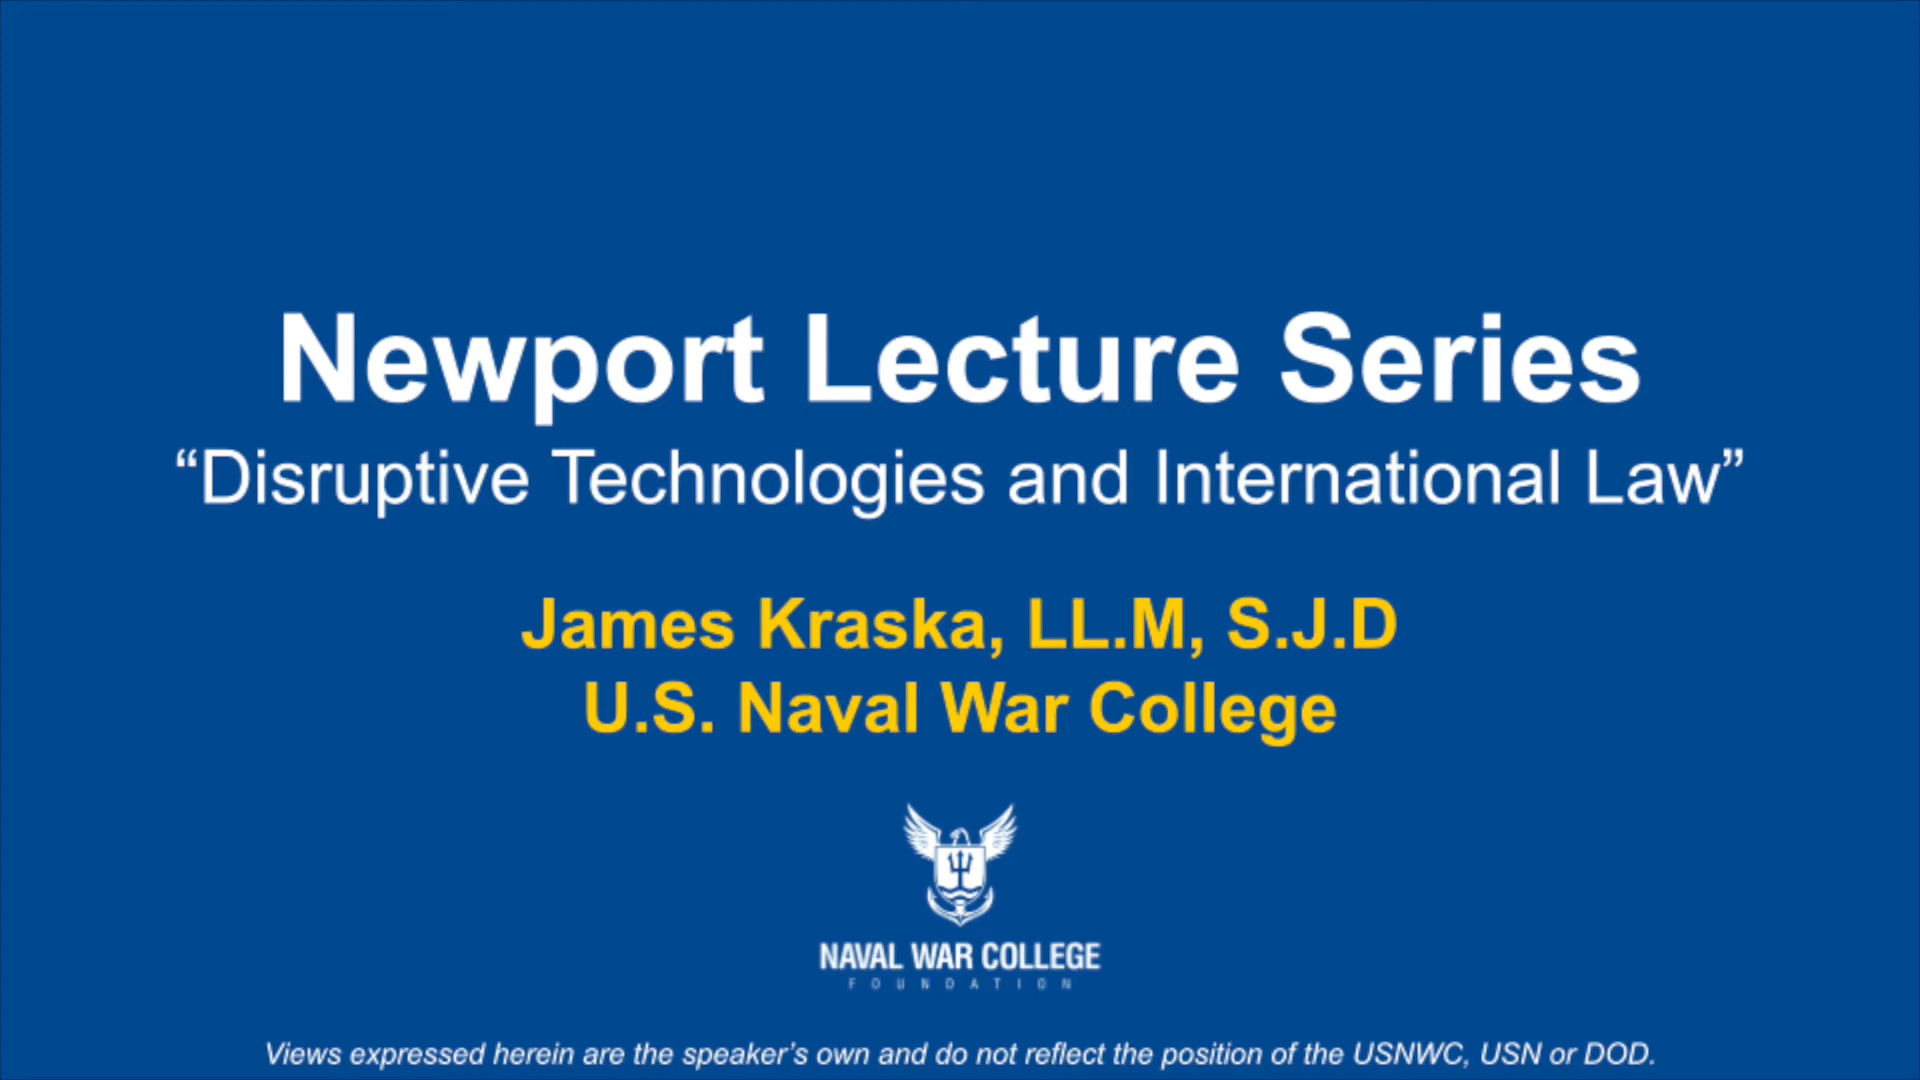 Newport Lecture Series
“Disruptive Technologies and International Law”
James Kraska, LL.M, S.J.D
U.S. Naval War College
NAVAL WAR COLLEGE
FOUNDATION
Views expressed herein are the speaker’s own and do not reflect the position of the USNWC, USN or DOD.